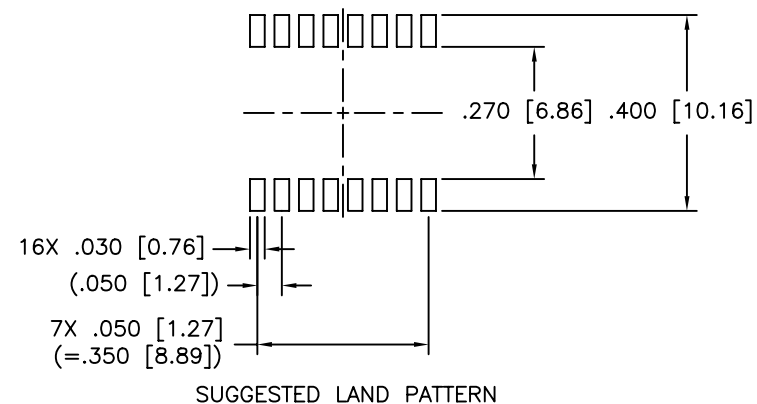 .270 [6.86] .400 [10.16]
16X .030 [0.76]
(.050 [1.27])
7X .050 [1.27]
(=.350 [8.89])
SUGGESTED LAND PATTERN